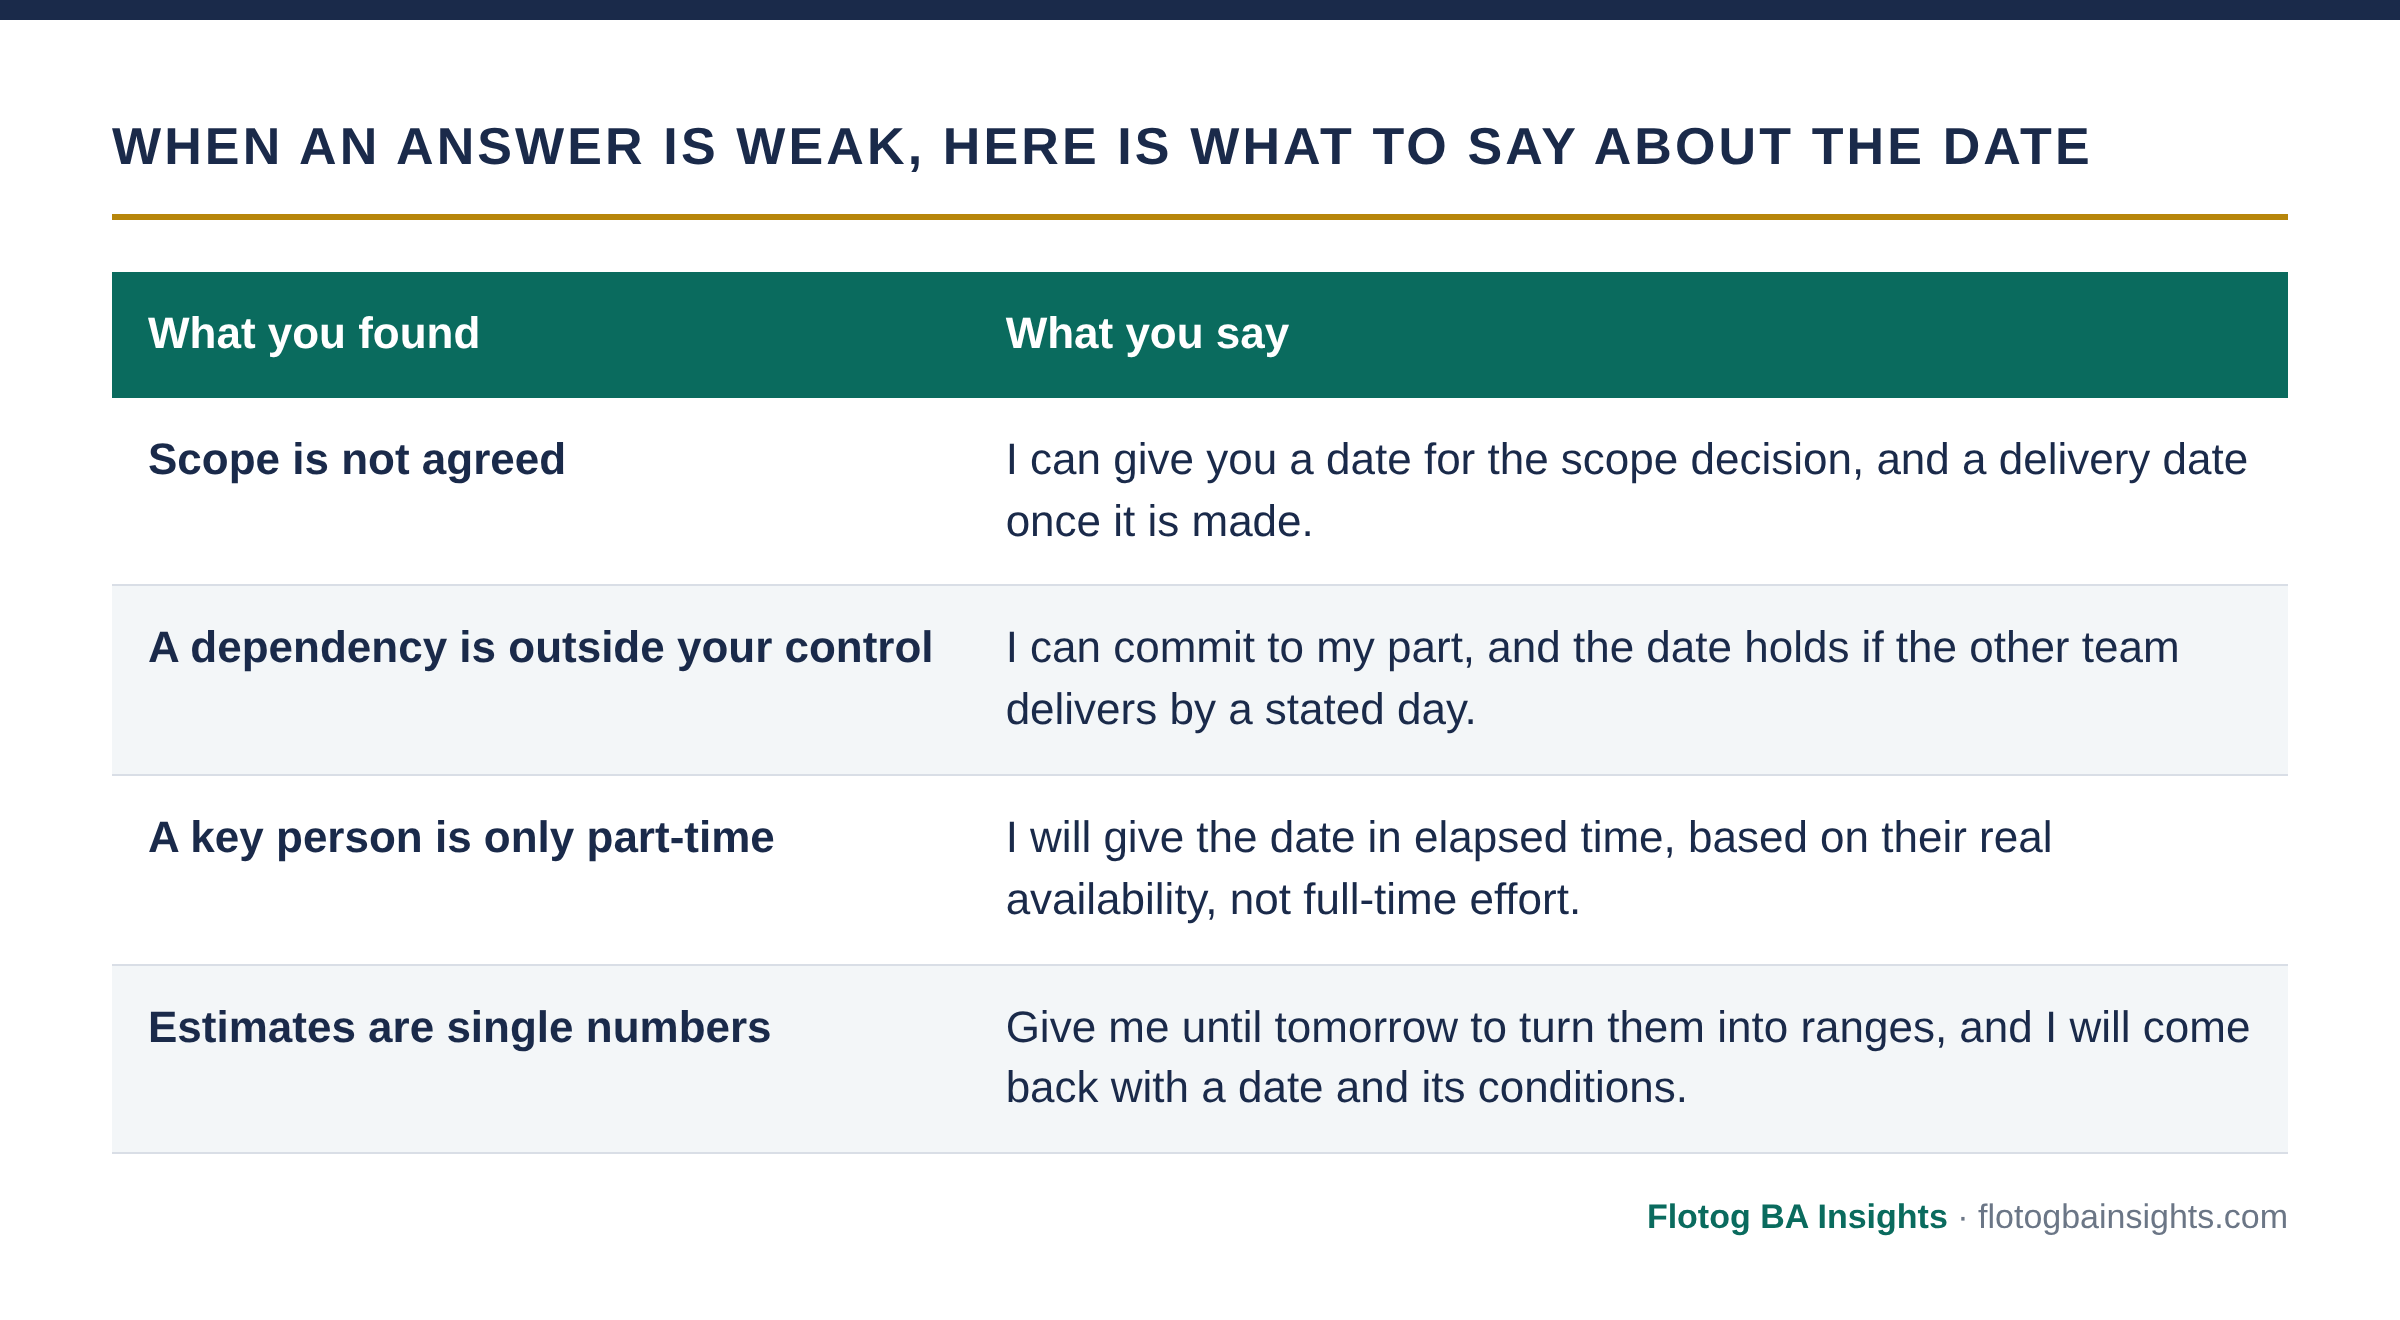 WHEN AN ANSWER IS WEAK, HERE IS WHAT TO SAY ABOUT THE DATE
What you found
What you say
Scope is not agreed
I can give you a date for the scope decision, and a delivery date
once it is made.
A dependency is outside your control
I can commit to my part, and the date holds if the other team
delivers by a stated day.
A key person is only part-time
I will give the date in elapsed time, based on their real
availability, not full-time effort.
Estimates are single numbers
Give me until tomorrow to turn them into ranges, and I will come
back with a date and its conditions.
Flotog BA Insights · flotogbainsights.com